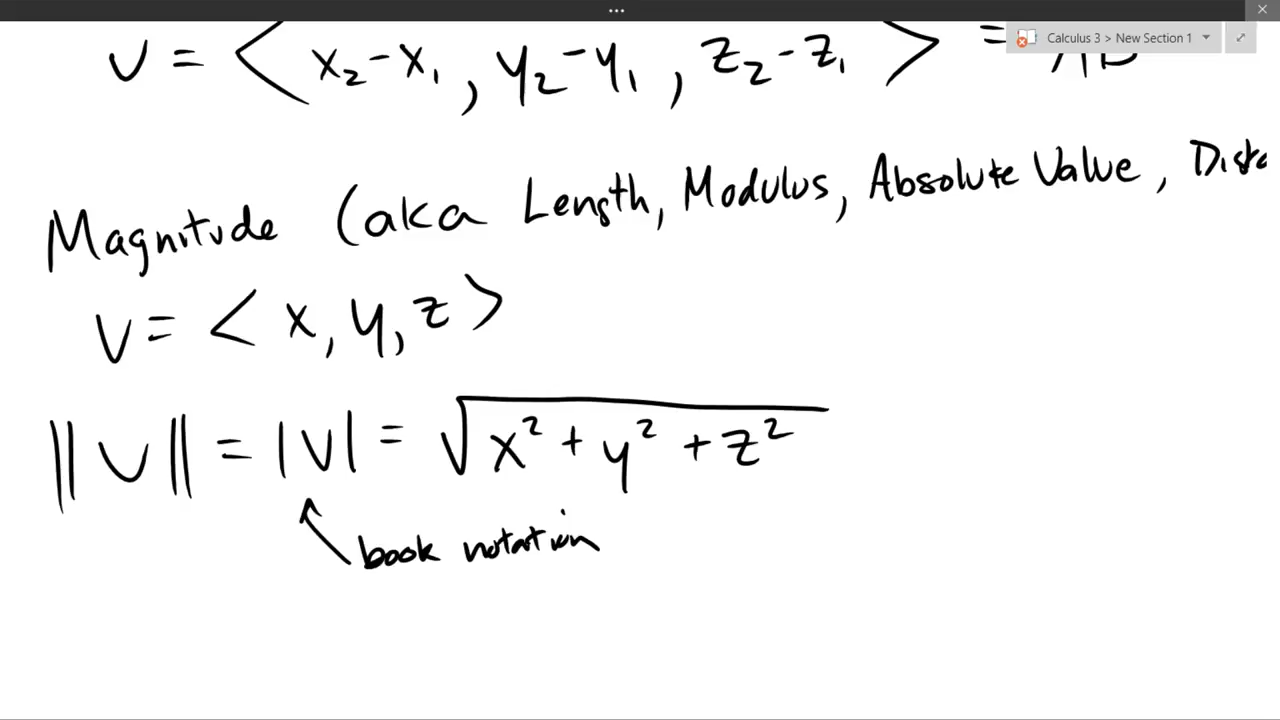 Calculus 3 > New Section 1
v = < x₂-x₁, y₂-y₁, z₂-z₁ > =
Magnitude (aka Length, Modulus, Absolute Value,
v = < x, y, z >
||v|| = |v| = √(x² + y² + z²)
book notation